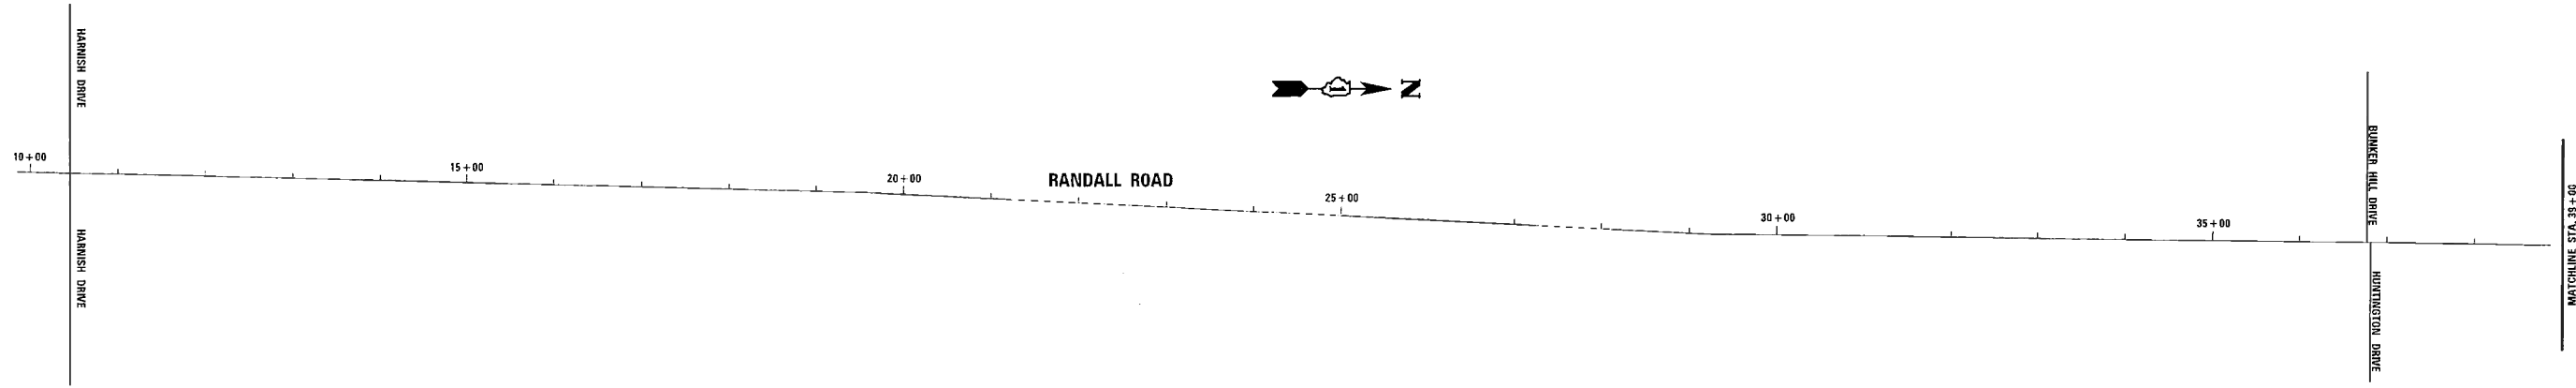 HARNISH DRIVE
N
BUNKER HILL DRIVE
10+00
15+00
20+00
RANDALL ROAD
25+00
30+00
35+00
MATCHLINE STA. 39+00
HARNISH DRIVE
HUNTINGTON DRIVE